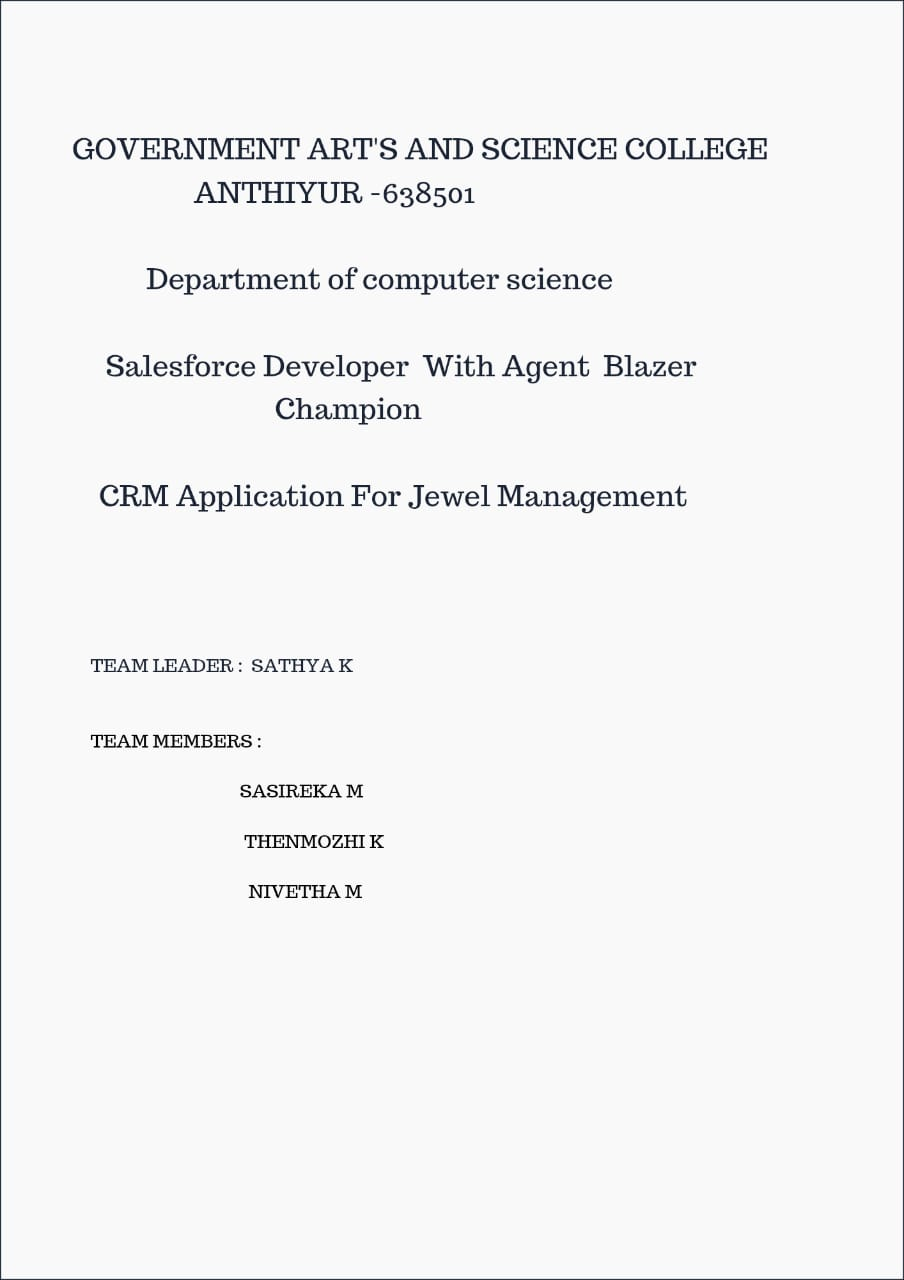 GOVERNMENT ART'S AND SCIENCE COLLEGE
ANTHIYUR -638501
Department of computer science
Salesforce Developer With Agent Blazer
Champion
CRM Application For Jewel Management
TEAM LEADER : SATHYA K
TEAM MEMBERS :
SASIREKA M
THENMOZHI K
NIVETHA M